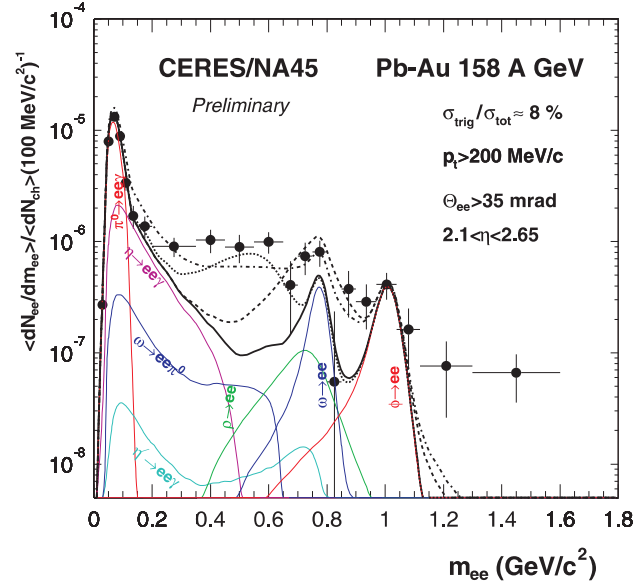 10⁻⁴
CERES/NA45 Pb-Au 158 A GeV
Preliminary
σtrig/σtot ≈ 8 %
pt>200 MeV/c
Θee>35 mrad
2.1<η<2.65
<dNee/dmee>/<dNch>(100 MeV/c²)⁻¹
10⁻⁵
10⁻⁶
10⁻⁷
10⁻⁸
π⁰→eeγ
η→eeγ
ω→eeπ⁰
η′→eeγ
ρ→ee
ω→ee
φ→ee
0 0.2 0.4 0.6 0.8 1 1.2 1.4 1.6 1.8
mee (GeV/c²)